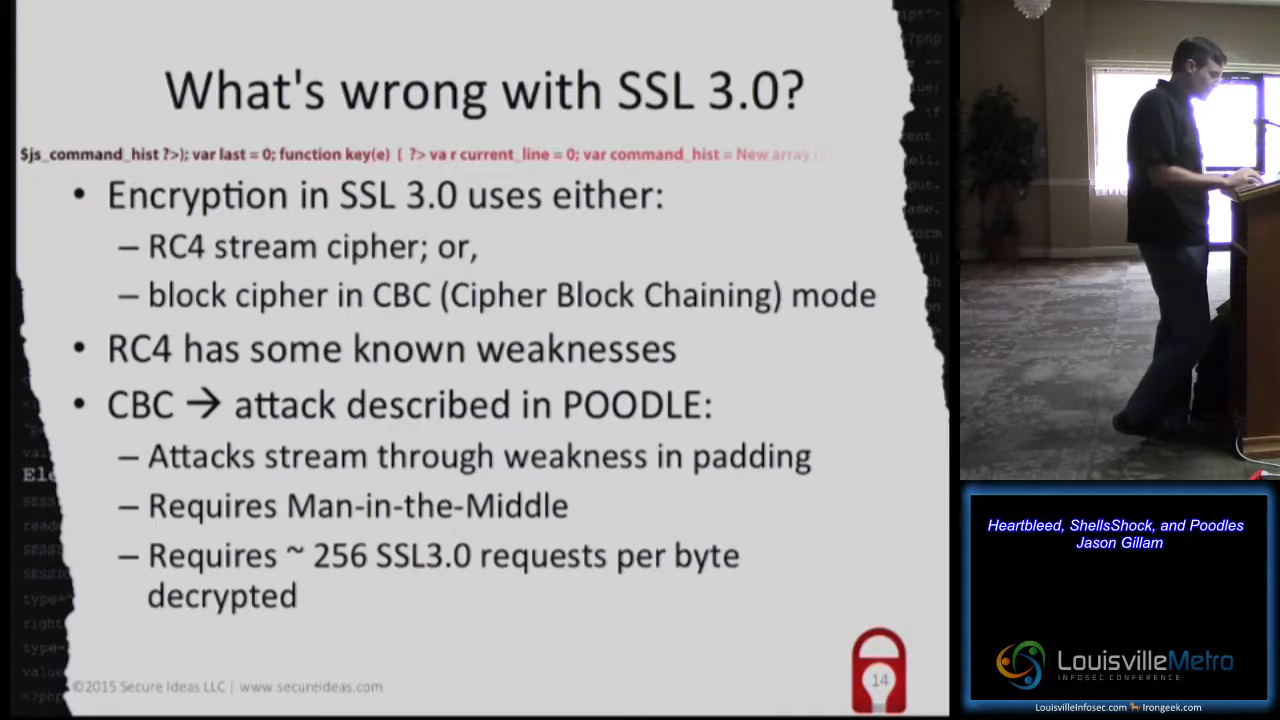 What's wrong with SSL 3.0?
$js_command_hist ?>); var last = 0; function key(e) { ?> va r current_line = 0; var command_hist = New array
• Encryption in SSL 3.0 uses either:
– RC4 stream cipher; or,
– block cipher in CBC (Cipher Block Chaining) mode
• RC4 has some known weaknesses
• CBC → attack described in POODLE:
– Attacks stream through weakness in padding
– Requires Man-in-the-Middle
– Requires ~ 256 SSL3.0 requests per byte
decrypted
©2015 Secure Ideas LLC | www.secureideas.com
14
Heartbleed, ShellsShock, and Poodles
Jason Gillam
LouisvilleMetro
INFOSEC CONFERENCE
LouisvilleInfosec.com Irongeek.com